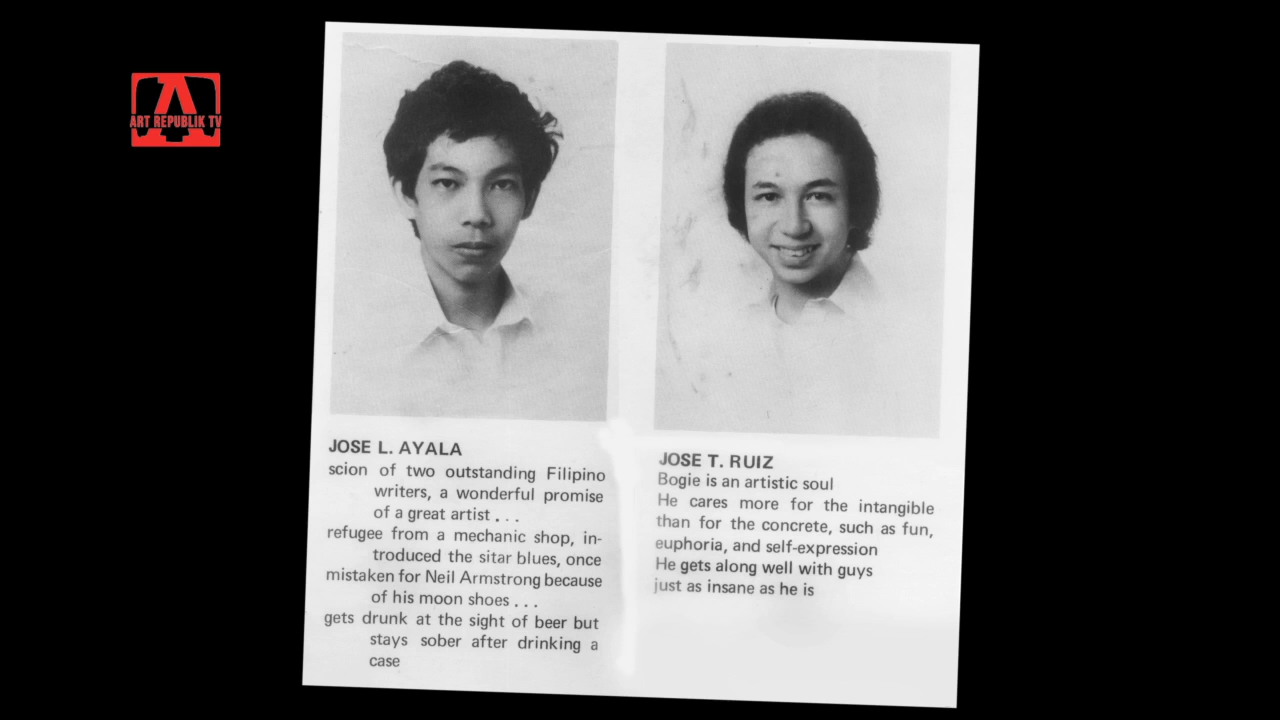 ART REPUBLIK TV
JOSE L. AYALA
scion of two outstanding Filipino
writers, a wonderful promise
of a great artist . . .
refugee from a mechanic shop, in-
troduced the sitar blues, once
mistaken for Neil Armstrong because
of his moon shoes . . .
gets drunk at the sight of beer but
stays sober after drinking a
case
JOSE T. RUIZ
Bogie is an artistic soul
He cares more for the intangible
than for the concrete, such as fun,
euphoria, and self-expression
He gets along well with guys
just as insane as he is